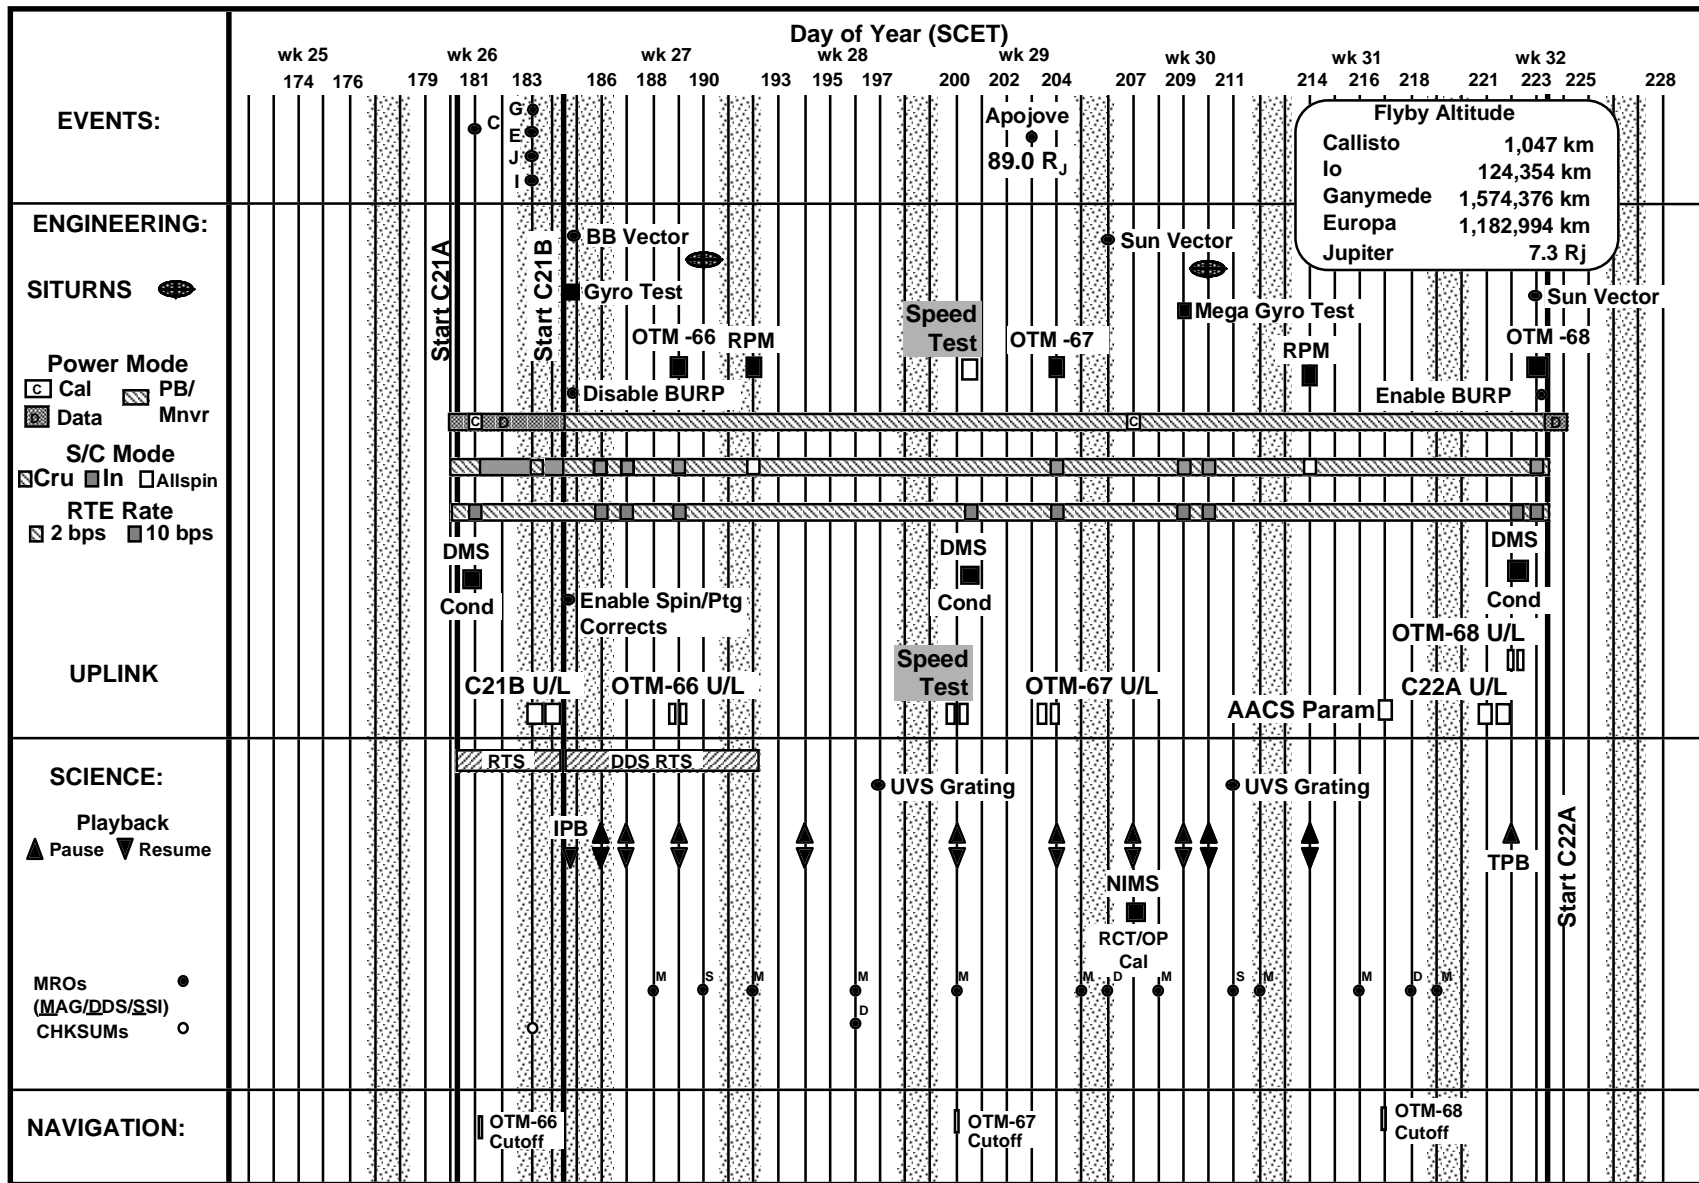 Day of Year (SCET)
wk 25 wk 26 wk 27 wk 28 wk 29 wk 30 wk 31 wk 32
174 176 179 181 183 186 188 190 193 195 197 200 202 204 207 209 211 214 216 218 221 223 225 228
EVENTS:
C
G
E
J
I
Apojove
89.0 RJ
Flyby Altitude
Callisto 1,047 km
Io 124,354 km
Ganymede 1,574,376 km
Europa 1,182,994 km
Jupiter 7.3 Rj
ENGINEERING:
Start C21A
Start C21B
BB Vector
Sun Vector
SITURNS
Gyro Test
Sun Vector
Mega Gyro Test
Speed
Test
OTM -66
RPM
OTM -67
RPM
OTM -68
Power Mode
C Cal
PB/
Mnvr
D Data
Disable BURP
Enable BURP
C D C D
S/C Mode
Cru In Allspin
RTE Rate
2 bps 10 bps
DMS
Cond
DMS
Cond
DMS
Cond
Enable Spin/Ptg
Corrects
UPLINK
OTM-68 U/L
Speed
Test
C21B U/L
OTM-66 U/L
OTM-67 U/L
C22A U/L
AACS Param
SCIENCE:
RTS
DDS RTS
UVS Grating
UVS Grating
Playback
Pause Resume
IPB
TPB
Start C22A
NIMS
RCT/OP
Cal
MROs
(MAG/DDS/SSI)
M S M M M M D M S M M D M
D
CHKSUMs
NAVIGATION:
OTM-66
Cutoff
OTM-67
Cutoff
OTM-68
Cutoff